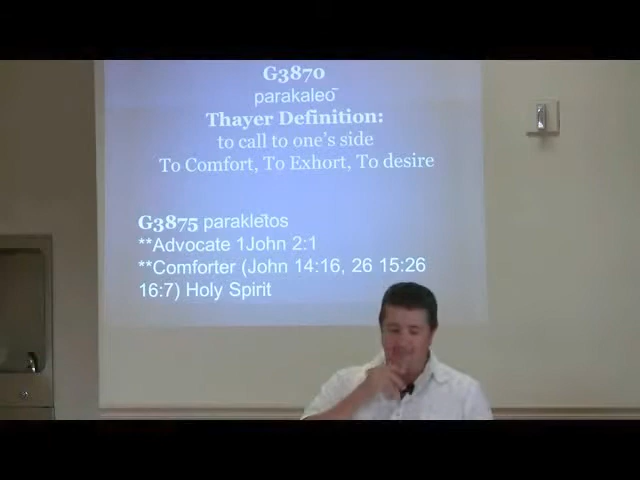 G3870
parakaleō
Thayer Definition:
to call to one's side
To Comfort, To Exhort, To desire
G3875 paraklētos
**Advocate 1John 2:1
**Comforter (John 14:16, 26 15:26
16:7) Holy Spirit